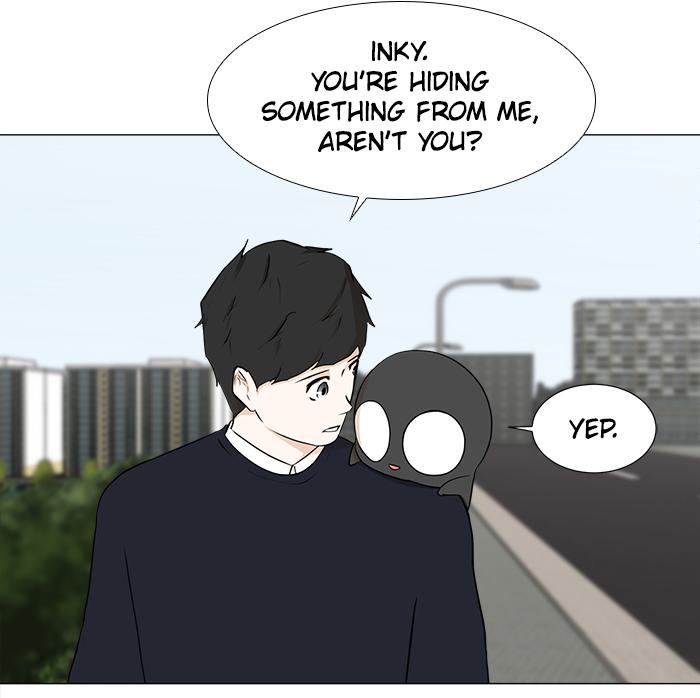 INKY.
YOU'RE HIDING
SOMETHING FROM ME,
AREN'T YOU?
YEP.